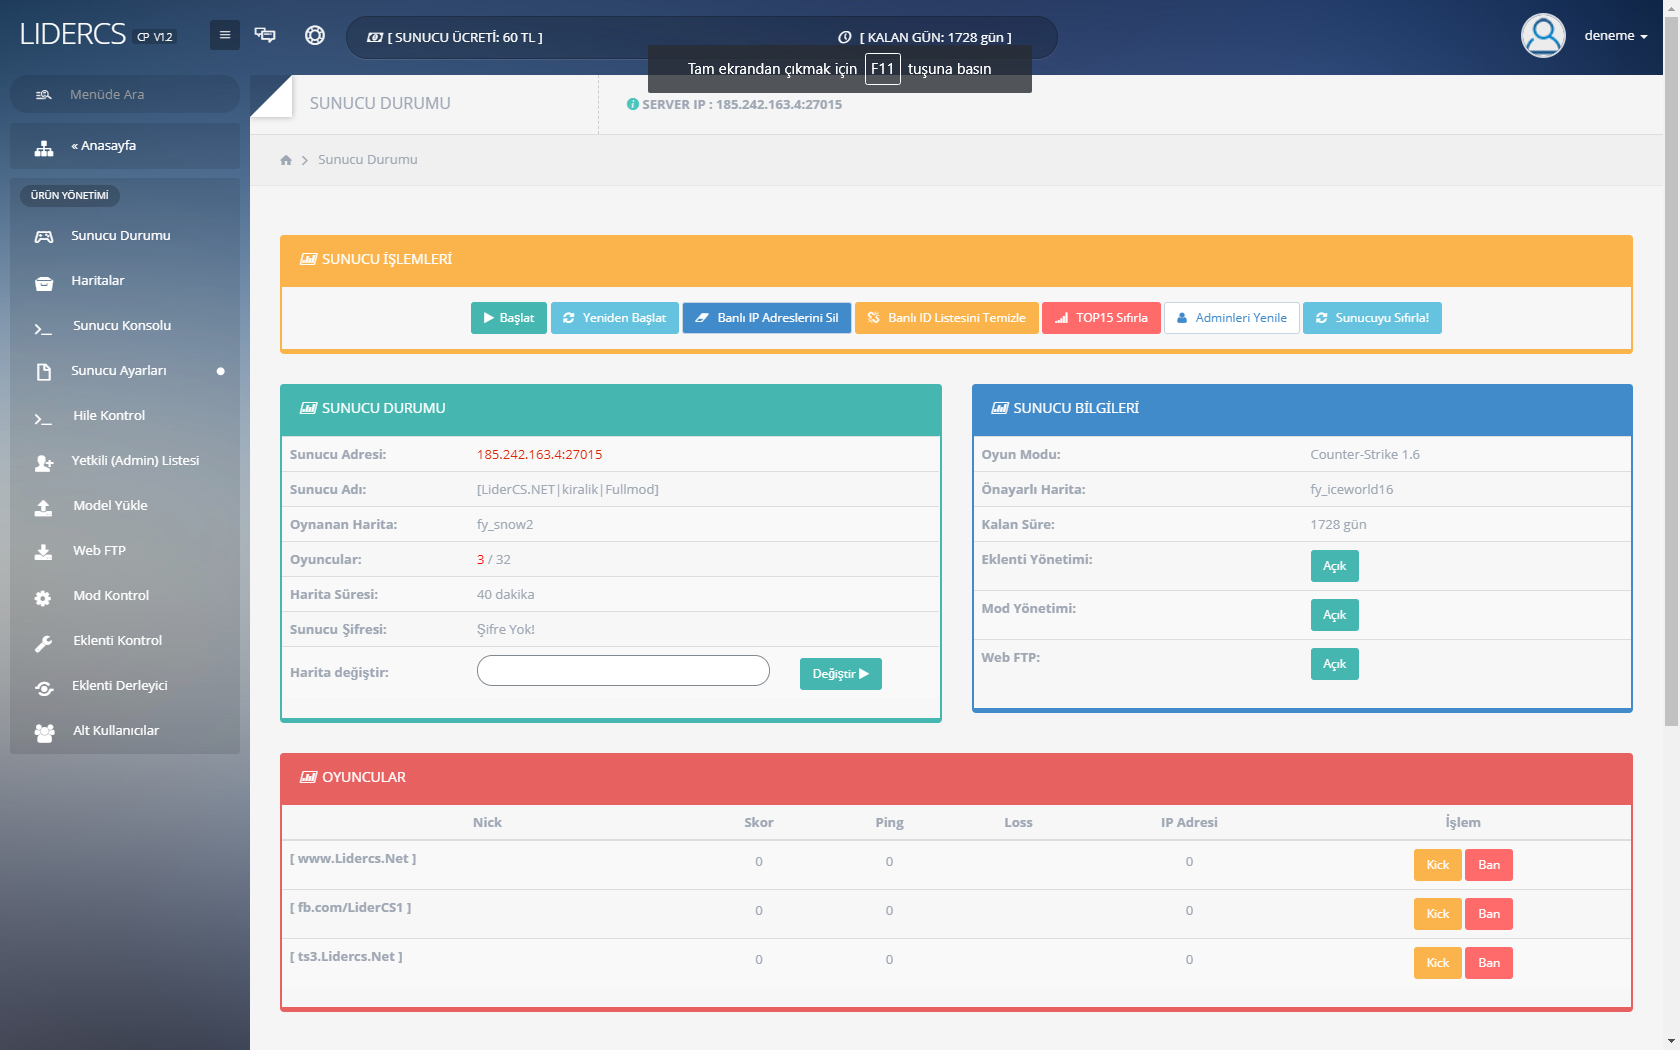 LIDERCS CP V1.2
[ SUNUCU ÜCRETİ: 60 TL ]
[ KALAN GÜN: 1728 gün ]
deneme
Tam ekrandan çıkmak için F11 tuşuna basın
Menüde Ara
« Anasayfa
ÜRÜN YÖNETİMİ
Sunucu Durumu
Haritalar
Sunucu Konsolu
Sunucu Ayarları
Hile Kontrol
Yetkili (Admin) Listesi
Model Yükle
Web FTP
Mod Kontrol
Eklenti Kontrol
Eklenti Derleyici
Alt Kullanıcılar
SUNUCU DURUMU
SERVER IP : 185.242.163.4:27015
Sunucu Durumu
SUNUCU İŞLEMLERİ
Başlat
Yeniden Başlat
Banlı IP Adreslerini Sil
Banlı ID Listesini Temizle
TOP15 Sıfırla
Adminleri Yenile
Sunucuyu Sıfırla!
SUNUCU DURUMU
Sunucu Adresi: 185.242.163.4:27015
Sunucu Adı: [LiderCS.NET|kiralik|Fullmod]
Oynanan Harita: fy_snow2
Oyuncular: 3 / 32
Harita Süresi: 40 dakika
Sunucu Şifresi: Şifre Yok!
Harita değiştir: Değiştir
SUNUCU BİLGİLERİ
Oyun Modu: Counter-Strike 1.6
Önayarlı Harita: fy_iceworld16
Kalan Süre: 1728 gün
Eklenti Yönetimi: Açık
Mod Yönetimi: Açık
Web FTP: Açık
OYUNCULAR
Nick Skor Ping Loss IP Adresi İşlem
[ www.Lidercs.Net ] 0 0 0 Kick Ban
[ fb.com/LiderCS1 ] 0 0 0 Kick Ban
[ ts3.Lidercs.Net ] 0 0 0 Kick Ban